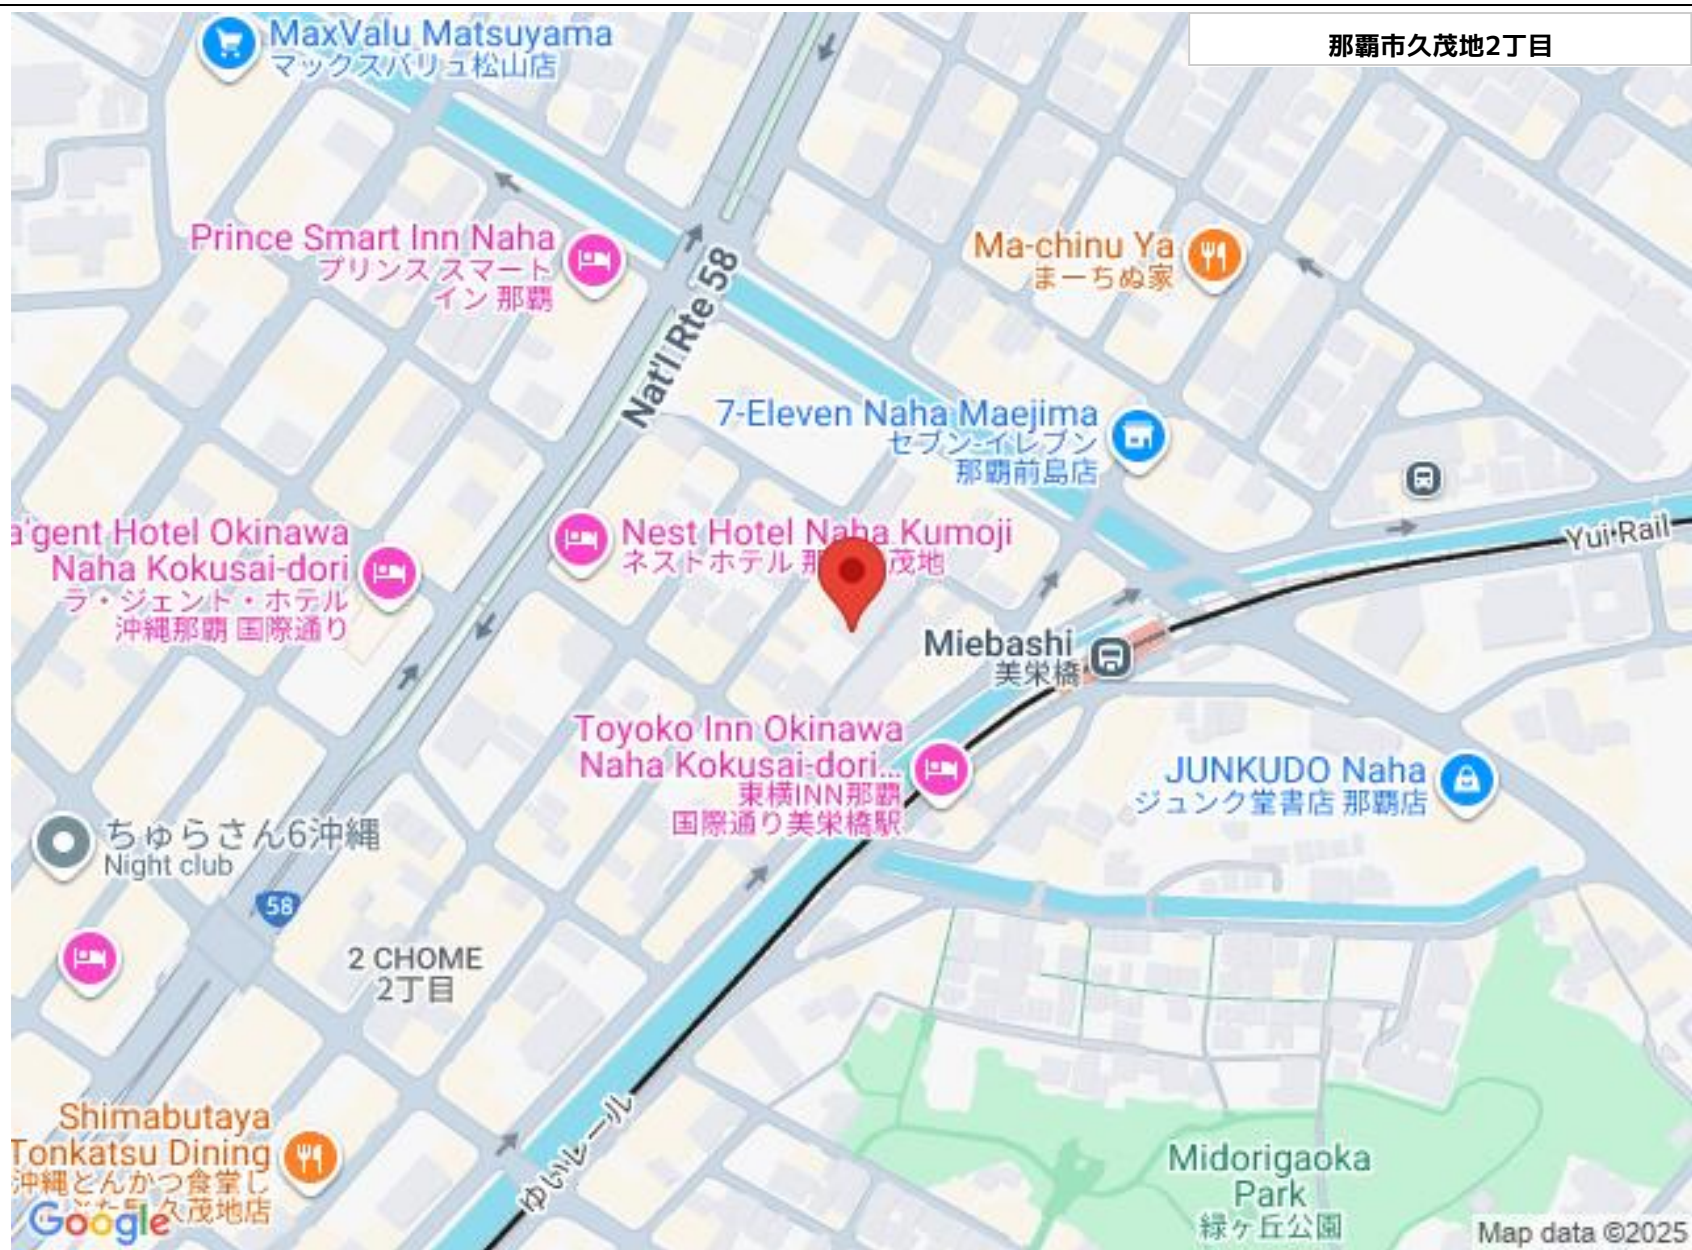 MaxValu Matsuyama
マックスバリュ松山店
那覇市久茂地2丁目
Prince Smart Inn Naha
プリンス スマート
イン 那覇
Nat'l Rte 58
Ma-chinu Ya
まーちぬ家
7-Eleven Naha Maejima
セブン-イレブン
那覇前島店
a'gent Hotel Okinawa
Naha Kokusai-dori
ラ・ジェント・ホテル
沖縄那覇 国際通り
Nest Hotel Naha Kumoji
ネストホテル 那 茂地
Yui Rail
Miebashi
美栄橋
Toyoko Inn Okinawa
Naha Kokusai-dori...
東横INN那覇
国際通り美栄橋駅
JUNKUDO Naha
ジュンク堂書店 那覇店
ちゅらさん6沖縄
Night club
58
2 CHOME
2丁目
Shimabutaya
Tonkatsu Dining
沖縄とんかつ食堂し
久茂地店
ゆいレール
Midorigaoka
Park
緑ヶ丘公園
Google
Map data ©2025